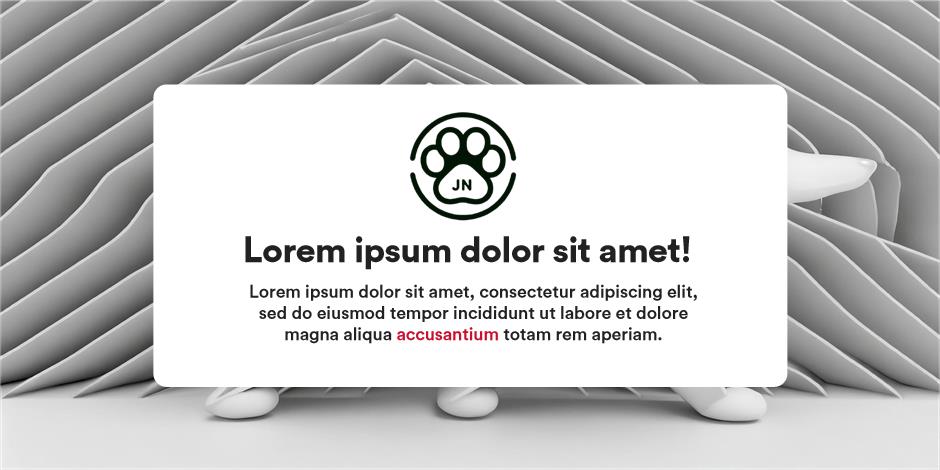 JN
Lorem ipsum dolor sit amet!
Lorem ipsum dolor sit amet, consectetur adipiscing elit,
sed do eiusmod tempor incididunt ut labore et dolore
magna aliqua accusantium totam rem aperiam.